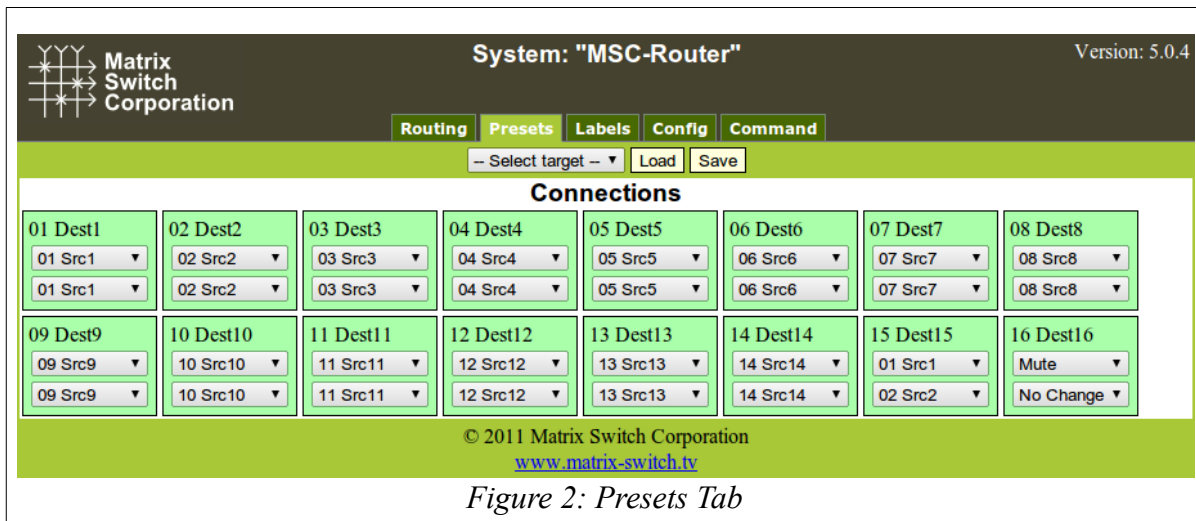 Matrix
Switch
Corporation
System: "MSC-Router"
Version: 5.0.4
Routing Presets Labels Config Command
-- Select target -- Load Save
Connections
01 Dest1 02 Dest2 03 Dest3 04 Dest4 05 Dest5 06 Dest6 07 Dest7 08 Dest8
01 Src1 02 Src2 03 Src3 04 Src4 05 Src5 06 Src6 07 Src7 08 Src8
01 Src1 02 Src2 03 Src3 04 Src4 05 Src5 06 Src6 07 Src7 08 Src8
09 Dest9 10 Dest10 11 Dest11 12 Dest12 13 Dest13 14 Dest14 15 Dest15 16 Dest16
09 Src9 10 Src10 11 Src11 12 Src12 13 Src13 14 Src14 01 Src1 Mute
09 Src9 10 Src10 11 Src11 12 Src12 13 Src13 14 Src14 02 Src2 No Change
© 2011 Matrix Switch Corporation
www.matrix-switch.tv
Figure 2: Presets Tab